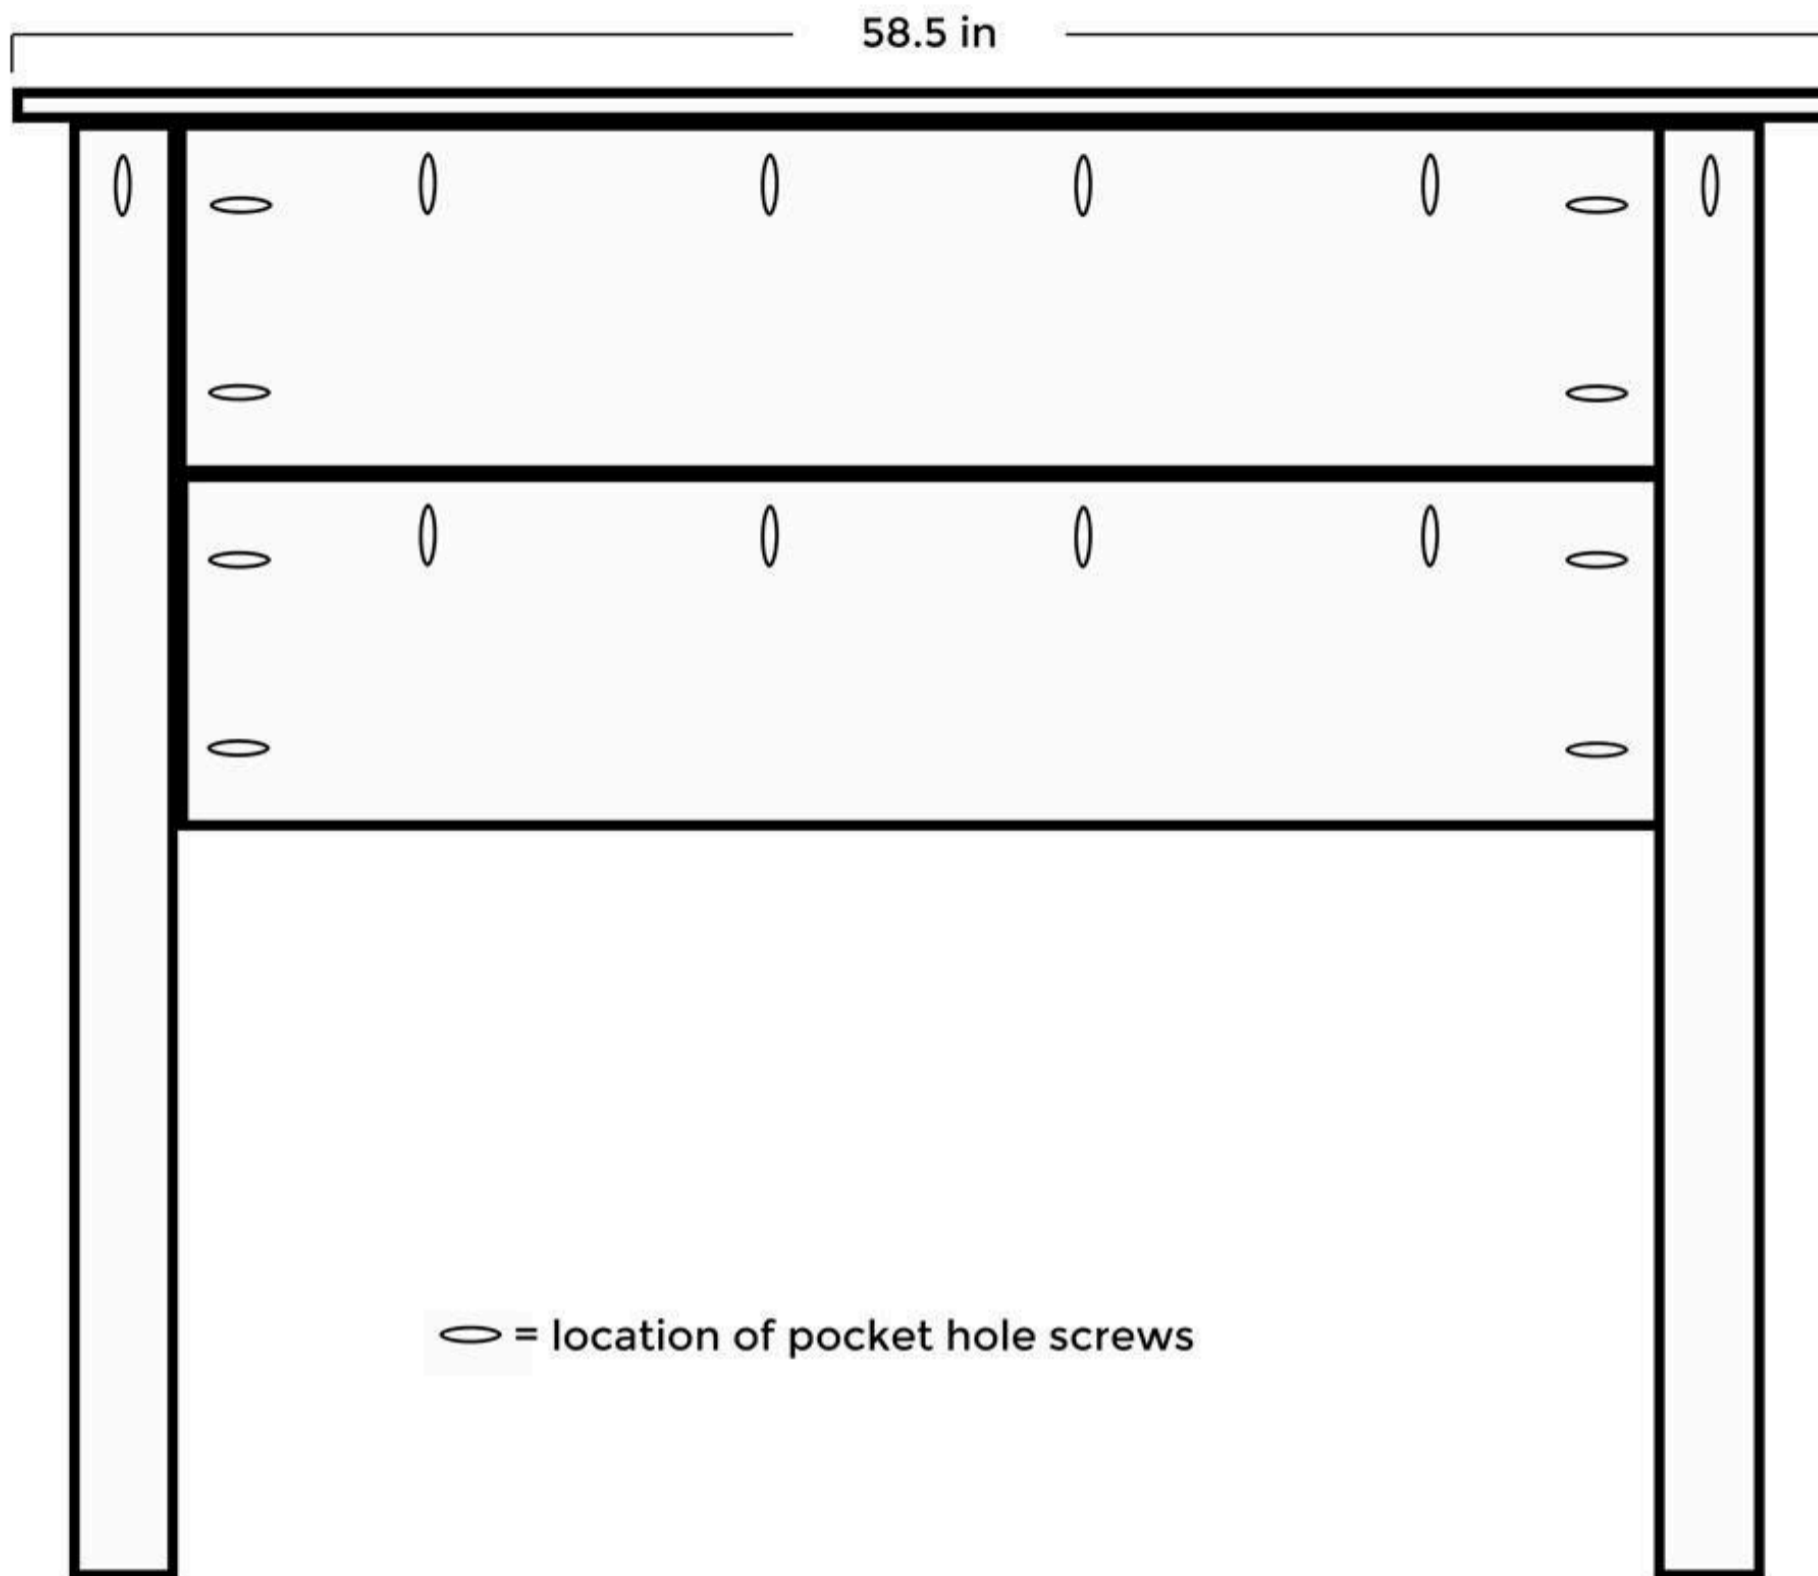 58.5 in
= location of pocket hole screws